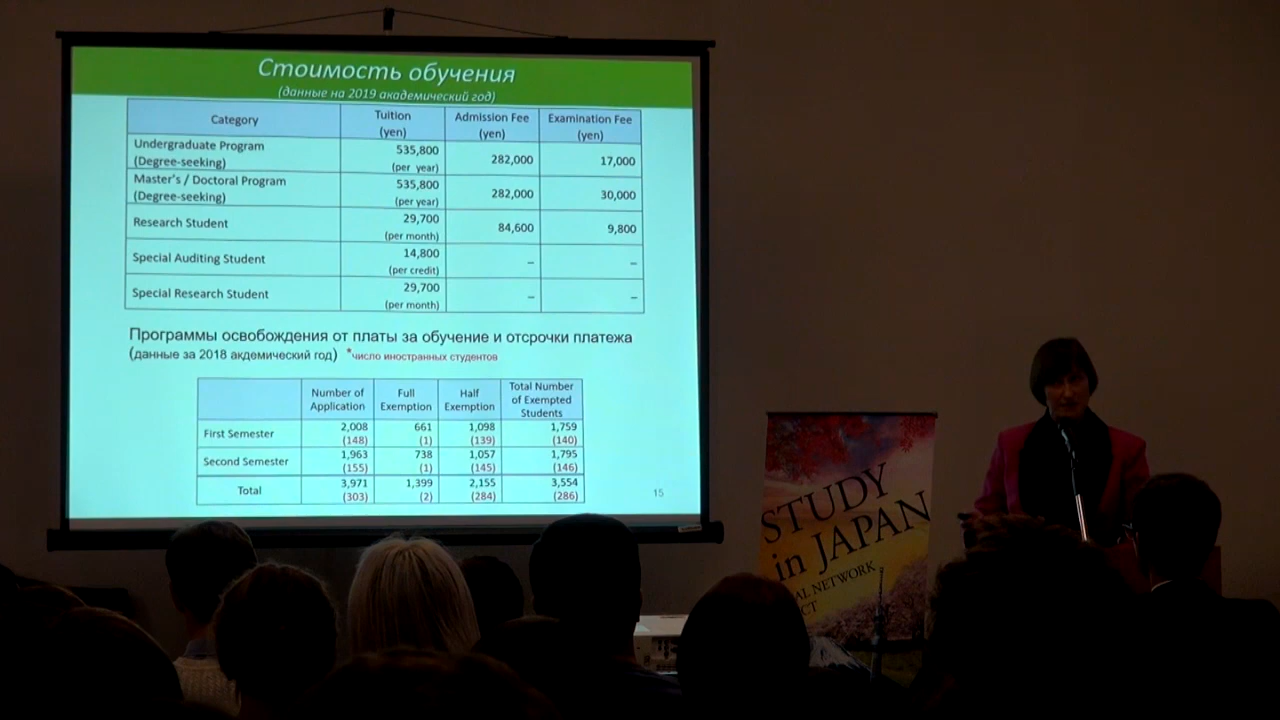 Стоимость обучения
(данные на 2019 академический год)
Category Tuition (yen) Admission Fee (yen) Examination Fee (yen)
Undergraduate Program (Degree-seeking) 535,800 (per year) 282,000 17,000
Master's / Doctoral Program (Degree-seeking) 535,800 (per year) 282,000 30,000
Research Student 29,700 (per month) 84,600 9,800
Special Auditing Student 14,800 (per credit) – –
Special Research Student 29,700 (per month) – –
Программы освобождения от платы за обучение и отсрочки платежа
(данные за 2018 акдемический год) *число иностранных студентов
Number of Application Full Exemption Half Exemption Total Number of Exempted Students
First Semester 2,008 (148) 661 (1) 1,098 (139) 1,759 (140)
Second Semester 1,963 (155) 738 (1) 1,057 (145) 1,795 (146)
Total 3,971 (303) 1,399 (2) 2,155 (284) 3,554 (286)
15
STUDY
in JAPAN
NETWORK